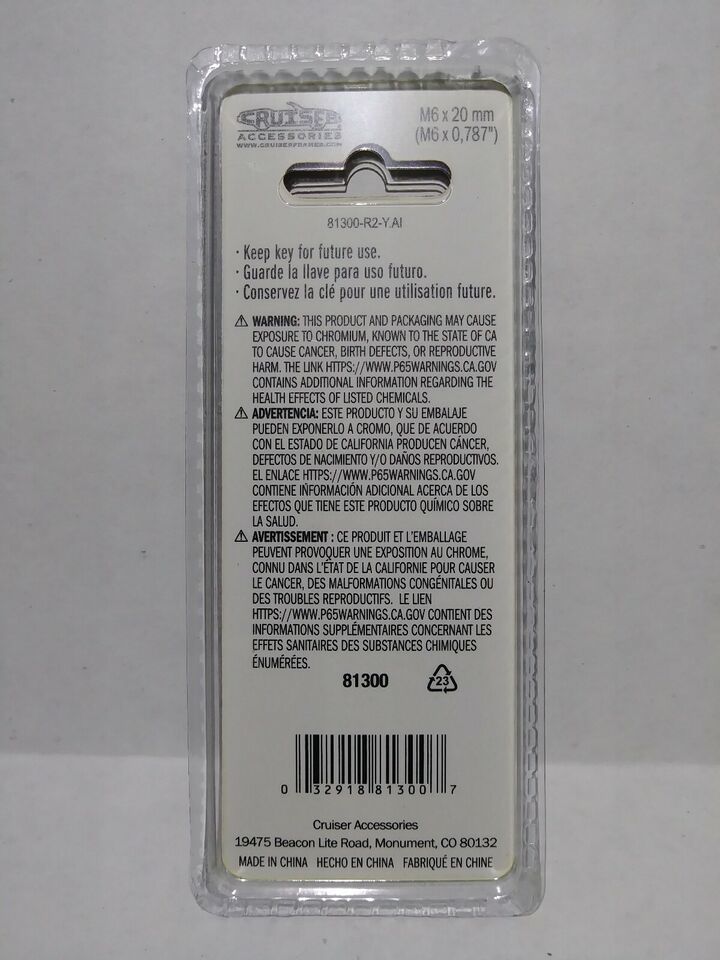 CRUISER
ACCESSORIES
WWW.CRUISERFRAMES.COM
M6 x 20 mm
(M6 x 0,787")
81300-R2-Y.AI
· Keep key for future use.
· Guarde la llave para uso futuro.
· Conservez la clé pour une utilisation future.
⚠ WARNING: THIS PRODUCT AND PACKAGING MAY CAUSE
EXPOSURE TO CHROMIUM, KNOWN TO THE STATE OF CA
TO CAUSE CANCER, BIRTH DEFECTS, OR REPRODUCTIVE
HARM. THE LINK HTTPS://WWW.P65WARNINGS.CA.GOV
CONTAINS ADDITIONAL INFORMATION REGARDING THE
HEALTH EFFECTS OF LISTED CHEMICALS.
⚠ ADVERTENCIA: ESTE PRODUCTO Y SU EMBALAJE
PUEDEN EXPONERLO A CROMO, QUE DE ACUERDO
CON EL ESTADO DE CALIFORNIA PRODUCEN CÁNCER,
DEFECTOS DE NACIMIENTO Y/O DAÑOS REPRODUCTIVOS.
EL ENLACE HTTPS://WWW.P65WARNINGS.CA.GOV
CONTIENE IÑFORMACIÓN ADICIONAL ACERCA DE LOS
EFECTOS QUE TIENE ESTE PRODUCTO QUÍMICO SOBRE
LA SALUD.
⚠ AVERTISSEMENT : CE PRODUIT ET L'EMBALLAGE
PEUVENT PROVOQUER UNE EXPOSITION AU CHROME,
CONNU DANS L'ÉTAT DE LA CALIFORNIE POUR CAUSER
LE CANCER, DES MALFORMATIONS CONGÉNITALES OU
DES TROUBLES REPRODUCTIFS. LE LIEN
HTTPS://WWW.P65WARNINGS.CA.GOV CONTIENT DES
INFORMATIONS SUPPLÉMENTAIRES CONCERNANT LES
EFFETS SANITAIRES DES SUBSTANCES CHIMIQUES
ÉNUMÉRÉES.
81300
23
0 32918 81300 7
Cruiser Accessories
19475 Beacon Lite Road, Monument, CO 80132
MADE IN CHINA HECHO EN CHINA FABRIQUÉ EN CHINE